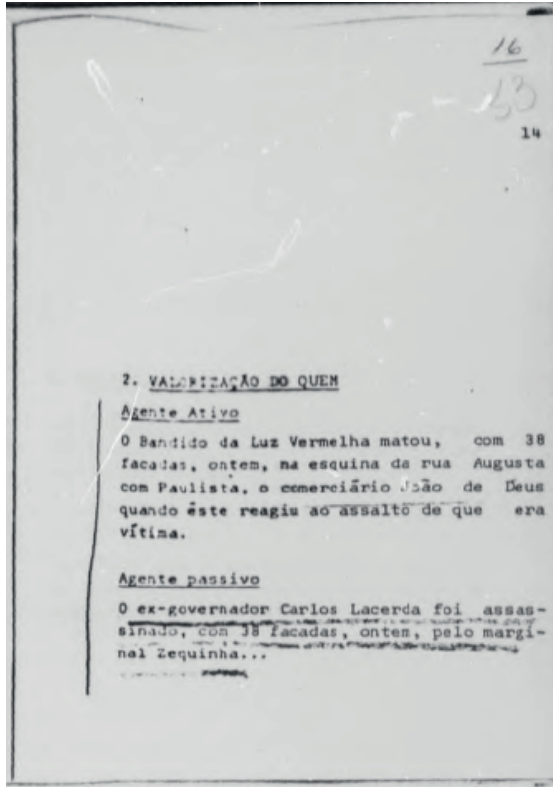 16
53
14
2. VALORIZAÇÃO DO QUEM
Agente Ativo
O Bandido da Luz Vermelha matou, com 38
facadas, ontem, na esquina da rua Augusta
com Paulista, o comerciário João de Deus
quando êste reagiu ao assalto de que era
vítima.
Agente passivo
O ex-governador Carlos Lacerda foi assas-
sinado, com 38 facadas, ontem, pelo margi-
nal Zequinha...